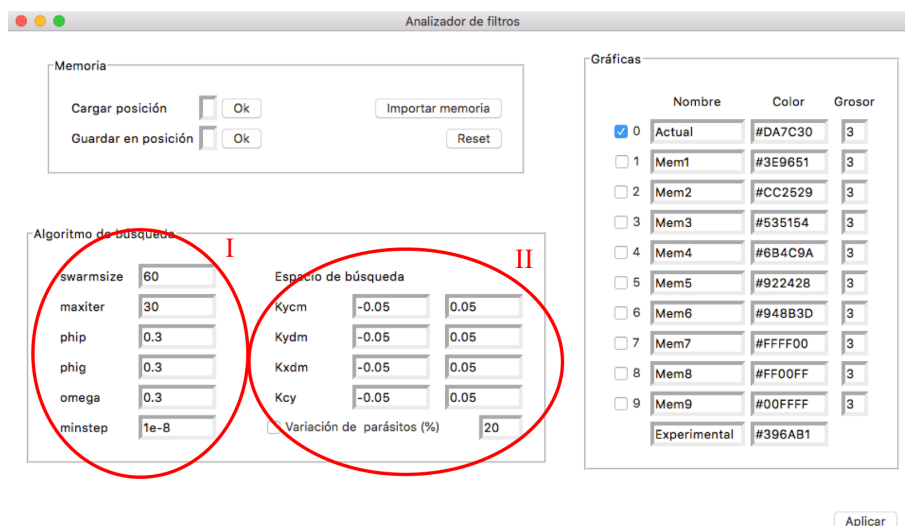 Analizador de filtros
Memoria
Cargar posición Ok Importar memoria
Guardar en posición Ok Reset
Algoritmo de búsqueda
I
II
swarmsize 60
maxiter 30
phip 0.3
phig 0.3
omega 0.3
minstep 1e-8
Espacio de búsqueda
Kycm -0.05 0.05
Kydm -0.05 0.05
Kxdm -0.05 0.05
Kcy -0.05 0.05
Variación de parásitos (%) 20
Gráficas
Nombre Color Grosor
0 Actual #DA7C30 3
1 Mem1 #3E9651 3
2 Mem2 #CC2529 3
3 Mem3 #535154 3
4 Mem4 #6B4C9A 3
5 Mem5 #922428 3
6 Mem6 #948B3D 3
7 Mem7 #FFFF00 3
8 Mem8 #FF00FF 3
9 Mem9 #00FFFF 3
Experimental #396AB1
Aplicar